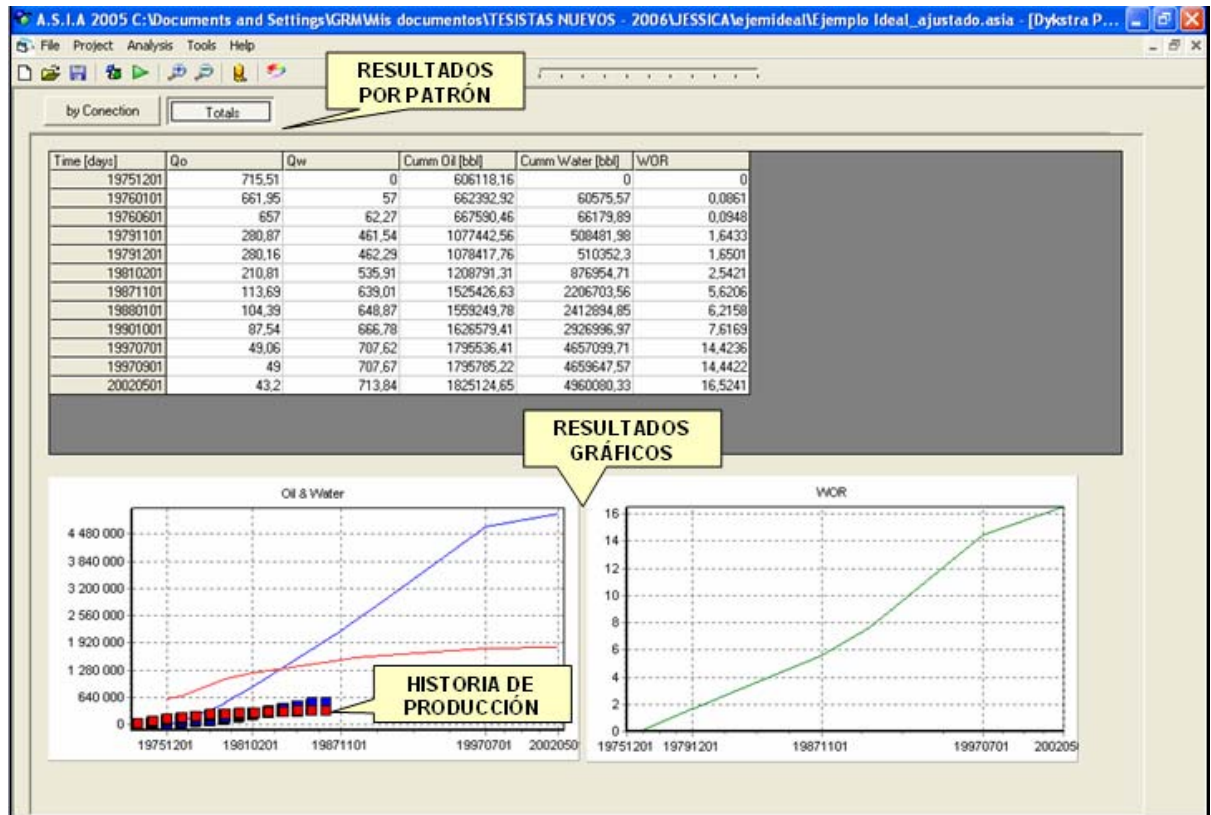 A.S.I.A 2005 C:\Documents and Settings\GRM\Mis documentos\TESISTAS NUEVOS - 2006\JESSICA\ejemideal\Ejemplo Ideal_ajustado.asia - [Dykstra P...
File Project Analysis Tools Help
RESULTADOS
POR PATRÓN
by Conection Totals
Time [days] Qo Qw Cumm Oil [bbl] Cumm Water [bbl] WOR
19751201 715,51 0 606118,16 0 0
19760101 661,95 57 662392,92 60575,57 0,0861
19760601 657 62,27 667590,46 66179,89 0,0948
19791101 280,87 461,54 1077442,56 508481,98 1,6433
19791201 280,16 462,29 1078417,76 510352,3 1,6501
19810201 210,81 535,91 1208791,31 876954,71 2,5421
19871101 113,69 639,01 1525426,63 2206703,56 5,6206
19880101 104,39 648,87 1559249,78 2412894,85 6,2158
19901001 87,54 666,78 1626579,41 2926996,97 7,6169
19970701 49,06 707,62 1795536,41 4657099,71 14,4236
19970901 49 707,67 1795785,22 4659647,57 14,4422
20020501 43,2 713,84 1825124,65 4960080,33 16,5241
RESULTADOS
GRÁFICOS
Oil & Water
4 480 000
3 840 000
3 200 000
2 560 000
1 920 000
1 280 000
640 000
0
19751201 19810201 19871101 19970701 2002050
HISTORIA DE
PRODUCCIÓN
WOR
16
14
12
10
8
6
4
2
0
19751201 19791201 19871101 19970701 200205